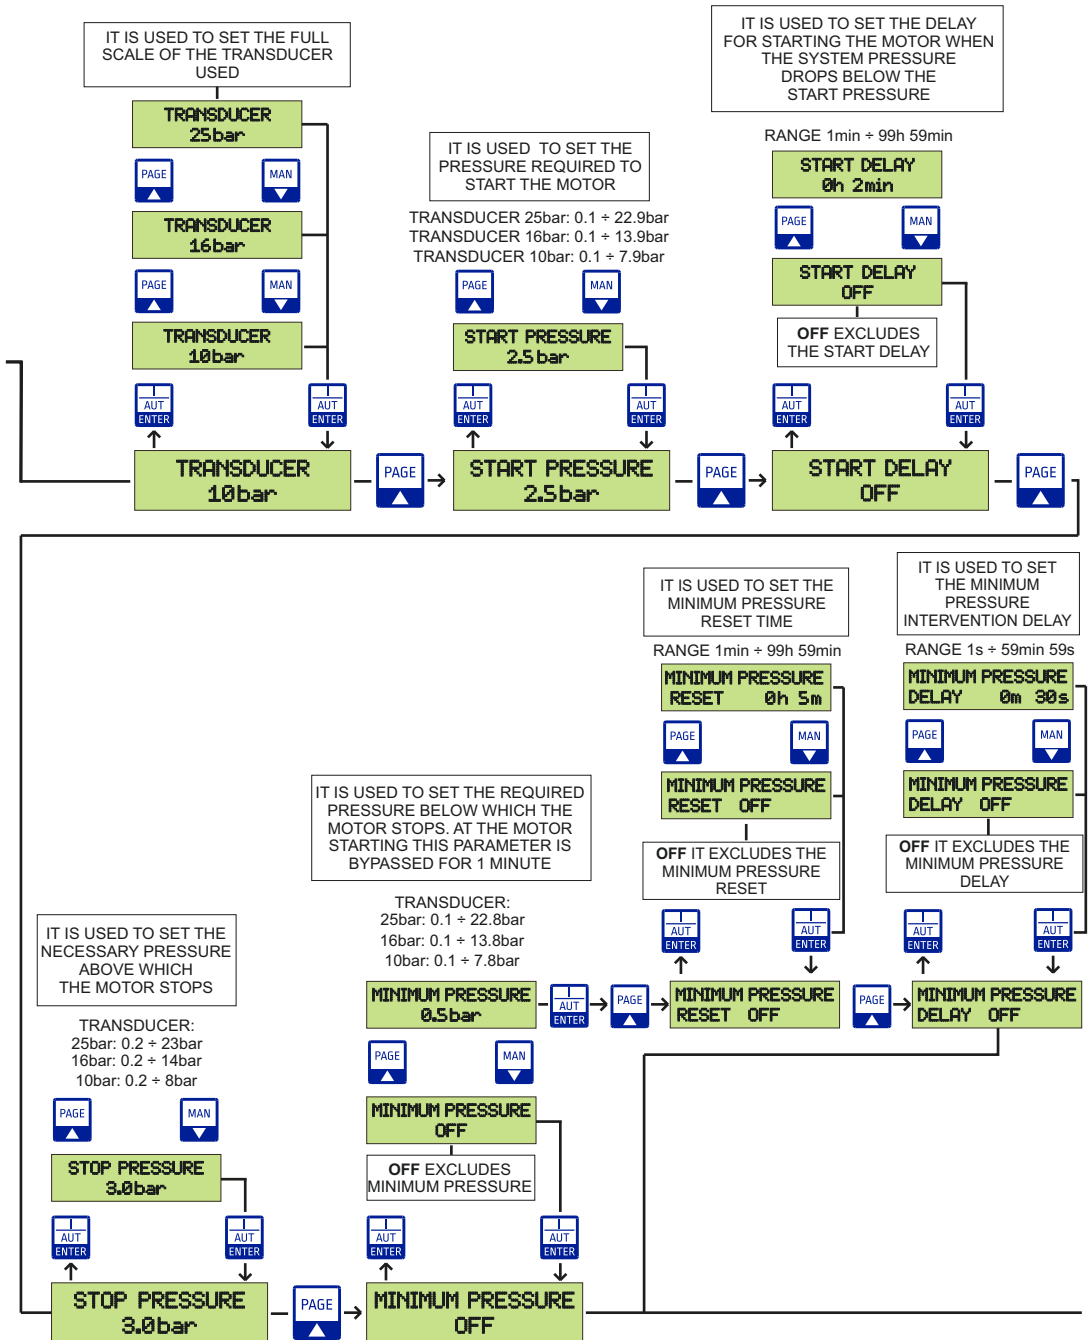 IT IS USED TO SET THE FULL
SCALE OF THE TRANSDUCER
USED
TRANSDUCER
25bar
PAGE
MAN
TRANSDUCER
16bar
PAGE
MAN
TRANSDUCER
10bar
AUT
ENTER
AUT
ENTER
TRANSDUCER
10bar
PAGE
IT IS USED TO SET THE
PRESSURE REQUIRED TO
START THE MOTOR
TRANSDUCER 25bar: 0.1 ÷ 22.9bar
TRANSDUCER 16bar: 0.1 ÷ 13.9bar
TRANSDUCER 10bar: 0.1 ÷ 7.9bar
PAGE
MAN
START PRESSURE
2.5bar
AUT
ENTER
AUT
ENTER
START PRESSURE
2.5bar
PAGE
IT IS USED TO SET THE DELAY
FOR STARTING THE MOTOR WHEN
THE SYSTEM PRESSURE
DROPS BELOW THE
START PRESSURE
RANGE 1min ÷ 99h 59min
START DELAY
0h 2min
PAGE
MAN
START DELAY
OFF
OFF EXCLUDES
THE START DELAY
AUT
ENTER
AUT
ENTER
START DELAY
OFF
PAGE
IT IS USED TO SET THE
NECESSARY PRESSURE
ABOVE WHICH
THE MOTOR STOPS
TRANSDUCER:
25bar: 0.2 ÷ 23bar
16bar: 0.2 ÷ 14bar
10bar: 0.2 ÷ 8bar
PAGE
MAN
STOP PRESSURE
3.0bar
AUT
ENTER
AUT
ENTER
STOP PRESSURE
3.0bar
PAGE
IT IS USED TO SET THE REQUIRED
PRESSURE BELOW WHICH THE
MOTOR STOPS. AT THE MOTOR
STARTING THIS PARAMETER IS
BYPASSED FOR 1 MINUTE
TRANSDUCER:
25bar: 0.1 ÷ 22.8bar
16bar: 0.1 ÷ 13.8bar
10bar: 0.1 ÷ 7.8bar
MINIMUM PRESSURE
0.5bar
AUT
ENTER
PAGE
PAGE
MAN
MINIMUM PRESSURE
OFF
OFF EXCLUDES
MINIMUM PRESSURE
AUT
ENTER
AUT
ENTER
MINIMUM PRESSURE
OFF
IT IS USED TO SET THE
MINIMUM PRESSURE
RESET TIME
RANGE 1min ÷ 99h 59min
MINIMUM PRESSURE
RESET 0h 5m
PAGE
MAN
MINIMUM PRESSURE
RESET OFF
OFF IT EXCLUDES THE
MINIMUM PRESSURE
RESET
AUT
ENTER
AUT
ENTER
MINIMUM PRESSURE
RESET OFF
PAGE
IT IS USED TO SET
THE MINIMUM
PRESSURE
INTERVENTION DELAY
RANGE 1s ÷ 59min 59s
MINIMUM PRESSURE
DELAY 0m 30s
PAGE
MAN
MINIMUM PRESSURE
DELAY OFF
OFF IT EXCLUDES THE
MINIMUM PRESSURE
DELAY
AUT
ENTER
AUT
ENTER
MINIMUM PRESSURE
DELAY OFF